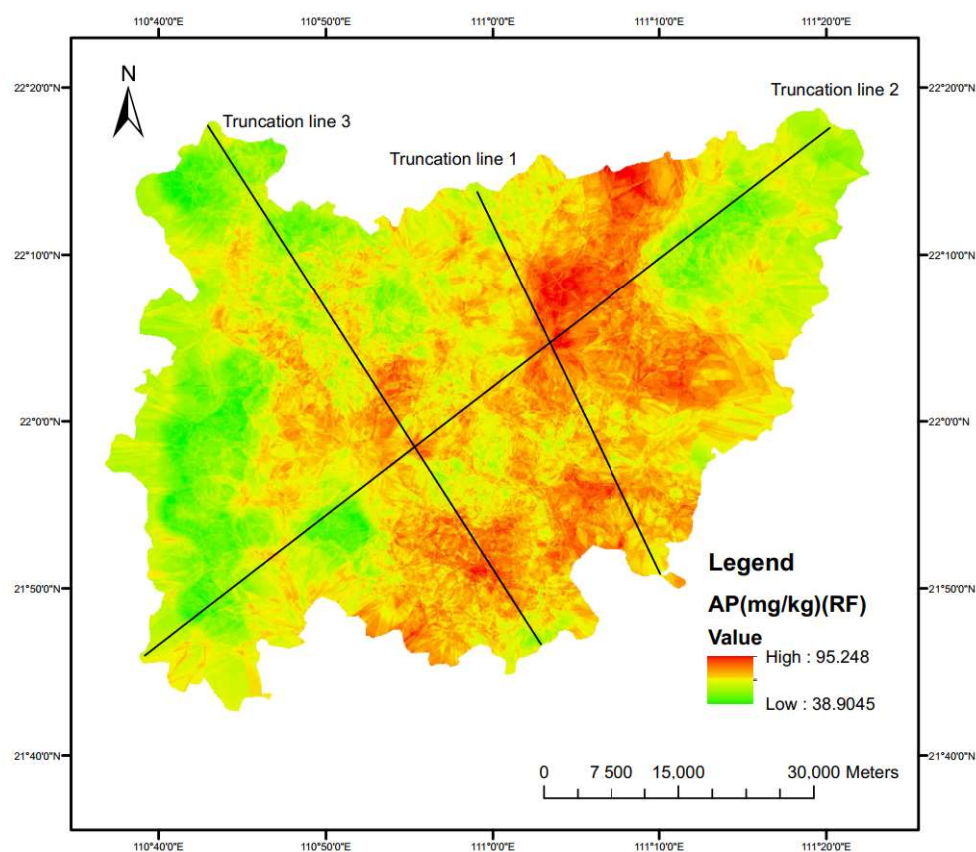 110°40'0"E 110°50'0"E 111°0'0"E 111°10'0"E 111°20'0"E
N
22°20'0"N 22°20'0"N
Truncation line 2
Truncation line 3
Truncation line 1
22°10'0"N 22°10'0"N
22°0'0"N 22°0'0"N
Legend
21°50'0"N 21°50'0"N
AP(mg/kg)(RF)
Value
High : 95.248
Low : 38.9045
21°40'0"N 21°40'0"N
0 7 500 15,000 30,000 Meters
110°40'0"E 110°50'0"E 111°0'0"E 111°10'0"E 111°20'0"E